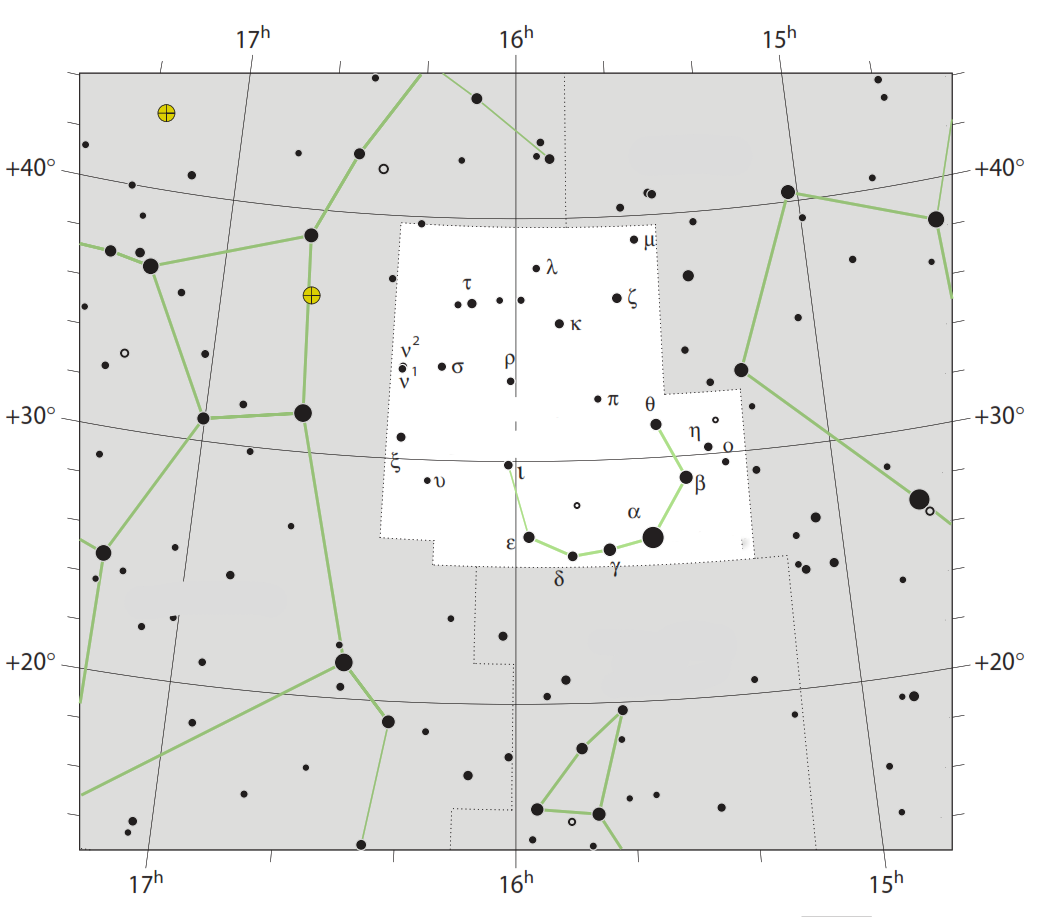 17h 16h 15h
+40° +40°
μ
λ
τ ζ
κ
ν2
ρ σ
ν1
π
θ
+30° +30°
η ο
ξ
ι υ β
α
ε
γ
δ
+20° +20°
17h 16h 15h